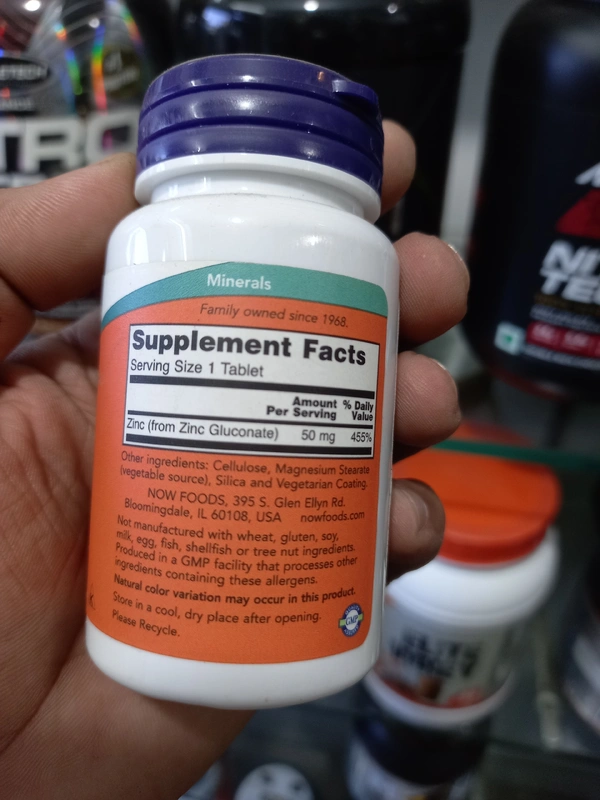 Minerals
Family owned since 1968.
Supplement Facts
Serving Size 1 Tablet
Amount Per Serving % Daily Value
Zinc (from Zinc Gluconate) 50 mg 455%
Other ingredients: Cellulose, Magnesium Stearate
(vegetable source), Silica and Vegetarian Coating.
NOW FOODS, 395 S. Glen Ellyn Rd.
Bloomingdale, IL 60108, USA nowfoods.com
Not manufactured with wheat, gluten, soy,
milk, egg, fish, shellfish or tree nut ingredients.
Produced in a GMP facility that processes other
ingredients containing these allergens.
Natural color variation may occur in this product.
Store in a cool, dry place after opening.
Please Recycle.
GMP
TRO